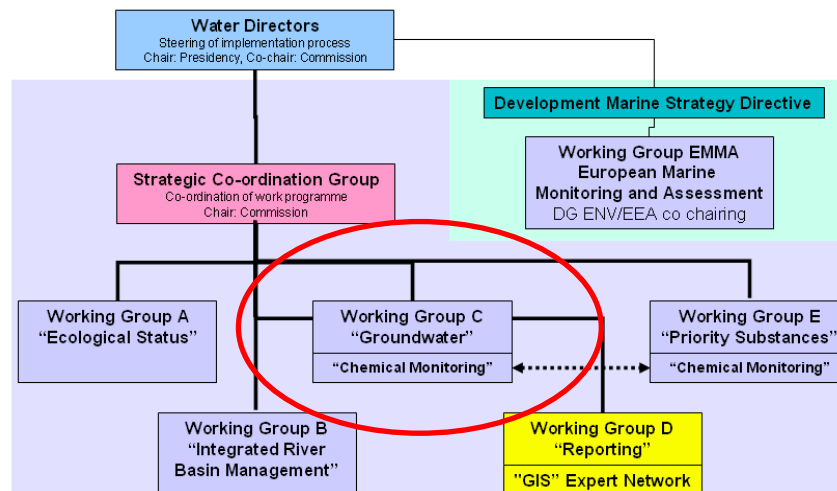 Water Directors
Steering of implementation process
Chair: Presidency, Co-chair: Commission
Development Marine Strategy Directive
Working Group EMMA
European Marine
Monitoring and Assessment
DG ENV/EEA co chairing
Strategic Co-ordination Group
Co-ordination of work programme
Chair: Commission
Working Group A
“Ecological Status”
Working Group C
“Groundwater”
“Chemical Monitoring”
Working Group E
“Priority Substances”
“Chemical Monitoring”
Working Group B
“Integrated River
Basin Management”
Working Group D
“Reporting”
"GIS” Expert Network